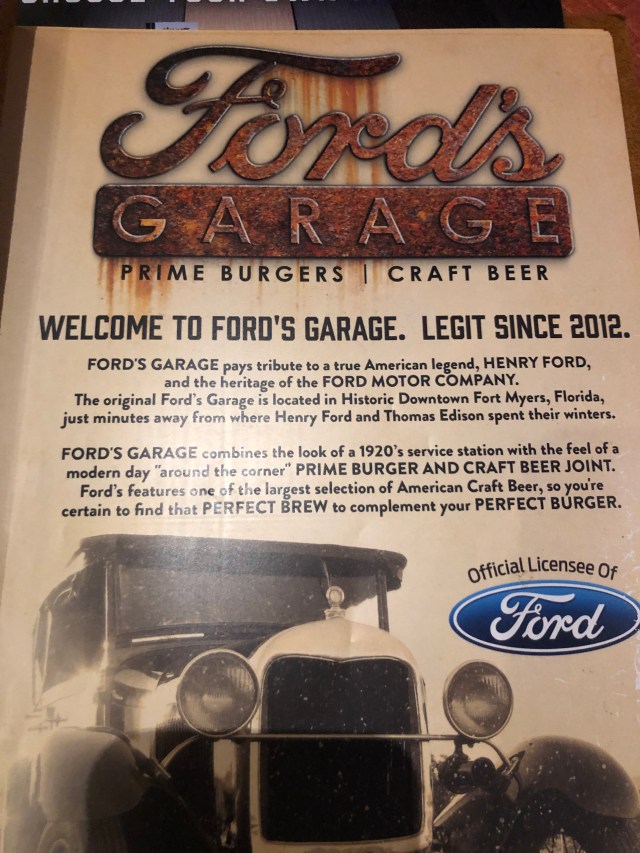 Ford's
GARAGE
PRIME BURGERS | CRAFT BEER
WELCOME TO FORD'S GARAGE. LEGIT SINCE 2012.
FORD'S GARAGE pays tribute to a true American legend, HENRY FORD,
and the heritage of the FORD MOTOR COMPANY.
The original Ford's Garage is located in Historic Downtown Fort Myers, Florida,
just minutes away from where Henry Ford and Thomas Edison spent their winters.
FORD'S GARAGE combines the look of a 1920's service station with the feel of a
modern day "around the corner" PRIME BURGER AND CRAFT BEER JOINT.
Ford's features one of the largest selection of American Craft Beer, so you're
certain to find that PERFECT BREW to complement your PERFECT BURGER.
Official Licensee Of
Ford